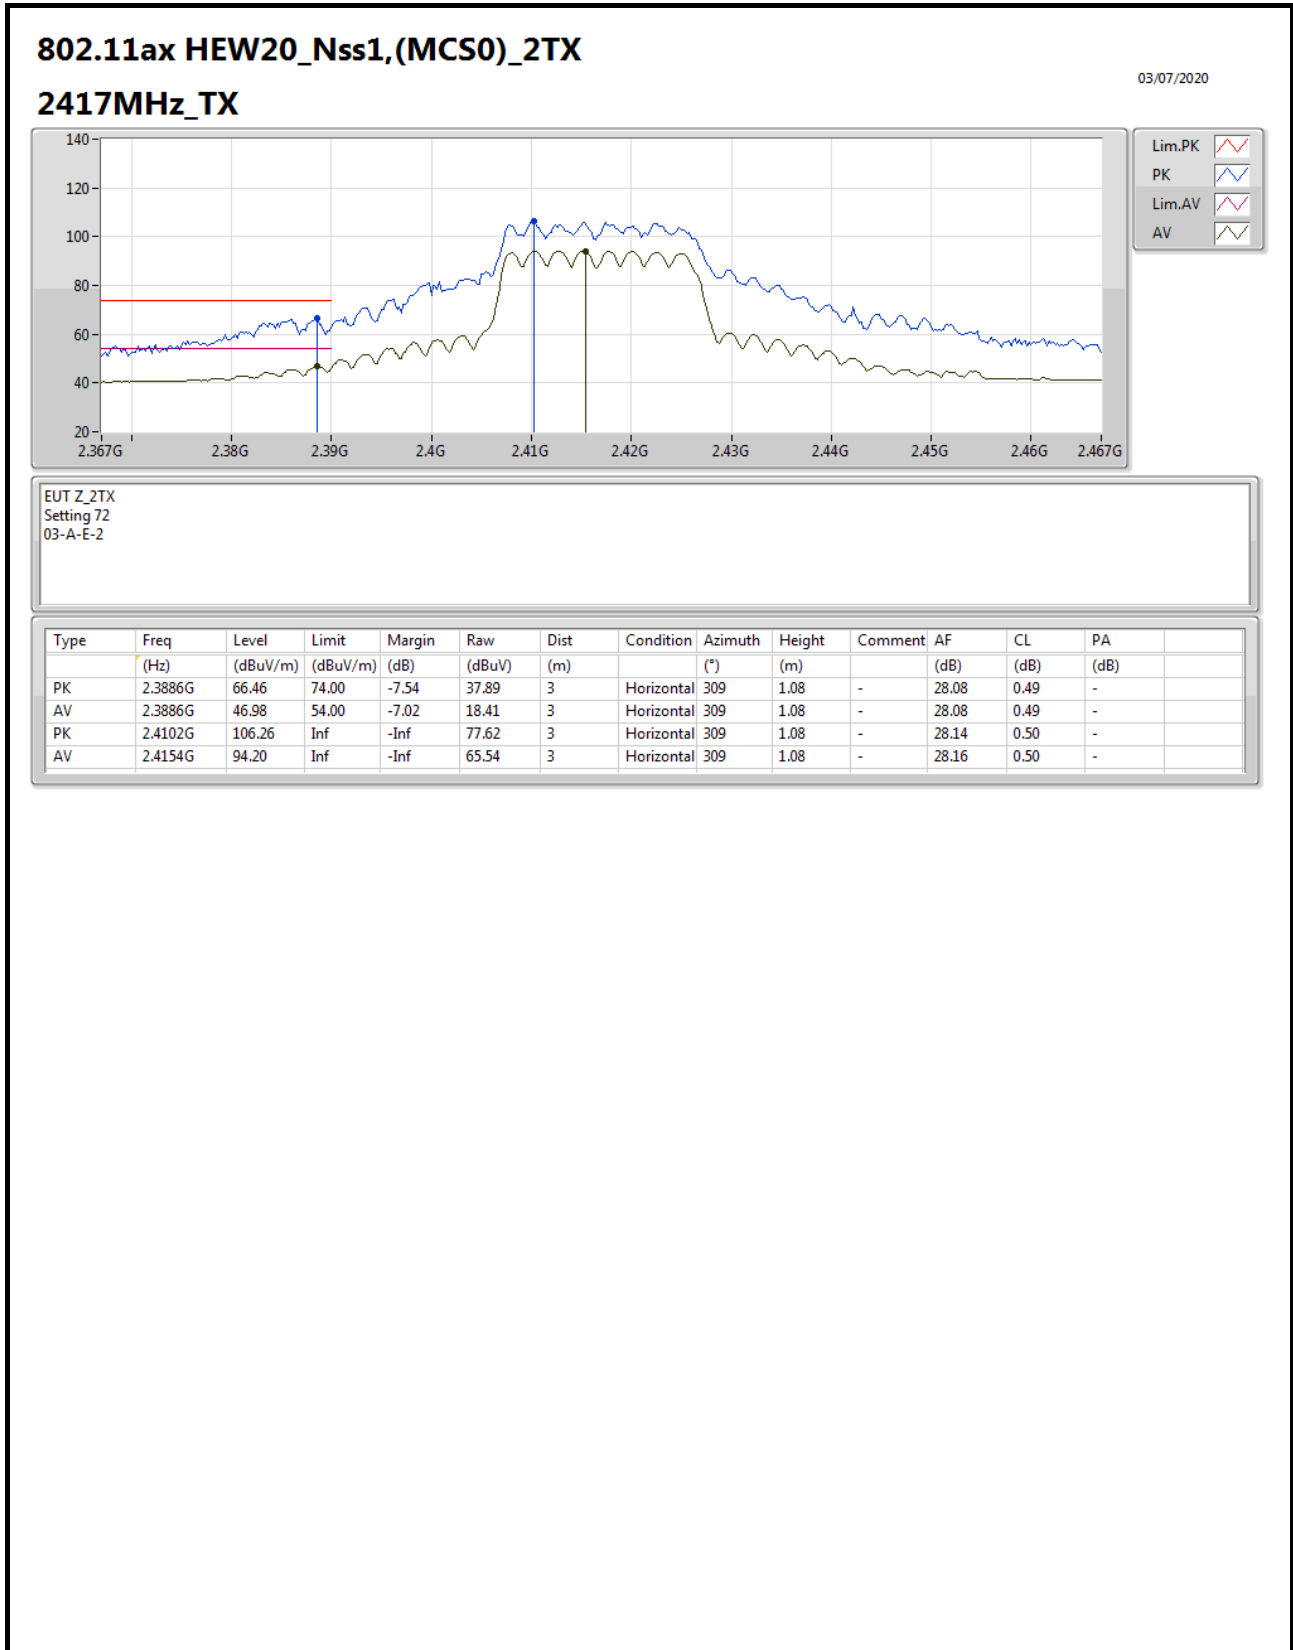 802.11ax HEW20_Nss1,(MCS0)_2TX
03/07/2020
2417MHz_TX
140
120
100
80
60
40
20
2.367G 2.38G 2.39G 2.4G 2.41G 2.42G 2.43G 2.44G 2.45G 2.46G 2.467G
Lim.PK
PK
Lim.AV
AV
EUT Z_2TX
Setting 72
03-A-E-2
Type Freq Level Limit Margin Raw Dist Condition Azimuth Height Comment AF CL PA
(Hz) (dBuV/m) (dBuV/m) (dB) (dBuV) (m) (°) (m) (dB) (dB) (dB)
PK 2.3886G 66.46 74.00 -7.54 37.89 3 Horizontal 309 1.08 - 28.08 0.49 -
AV 2.3886G 46.98 54.00 -7.02 18.41 3 Horizontal 309 1.08 - 28.08 0.49 -
PK 2.4102G 106.26 Inf -Inf 77.62 3 Horizontal 309 1.08 - 28.14 0.50 -
AV 2.4154G 94.20 Inf -Inf 65.54 3 Horizontal 309 1.08 - 28.16 0.50 -